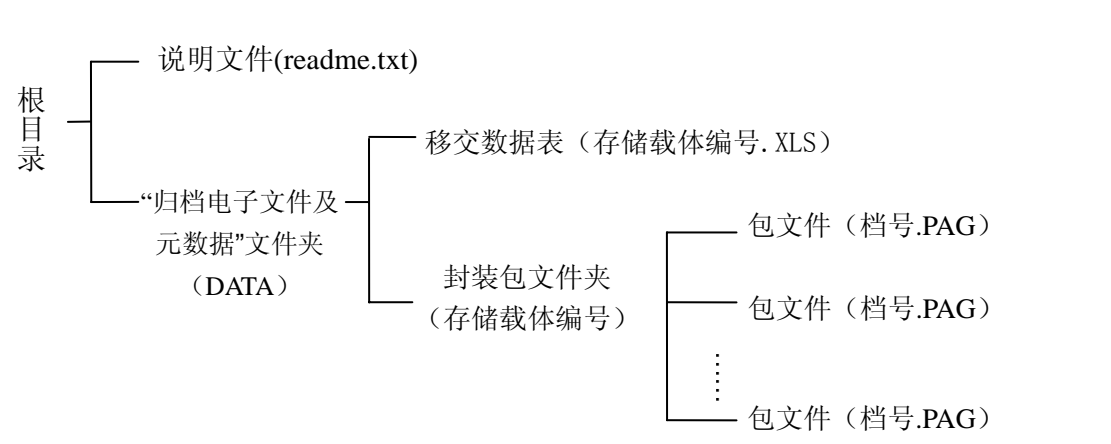 根目录
说明文件(readme.txt)
“归档电子文件及
元数据”文件夹
（DATA）
移交数据表（存储载体编号.XLS）
封装包文件夹
（存储载体编号）
包文件（档号.PAG）
包文件（档号.PAG）
包文件（档号.PAG）